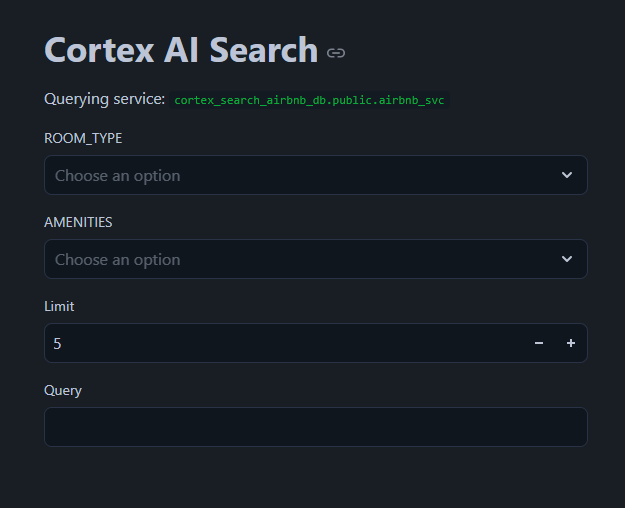 Cortex AI Search
Querying service: cortex_search_airbnb_db.public.airbnb_svc
ROOM_TYPE
Choose an option
AMENITIES
Choose an option
Limit
5
Query